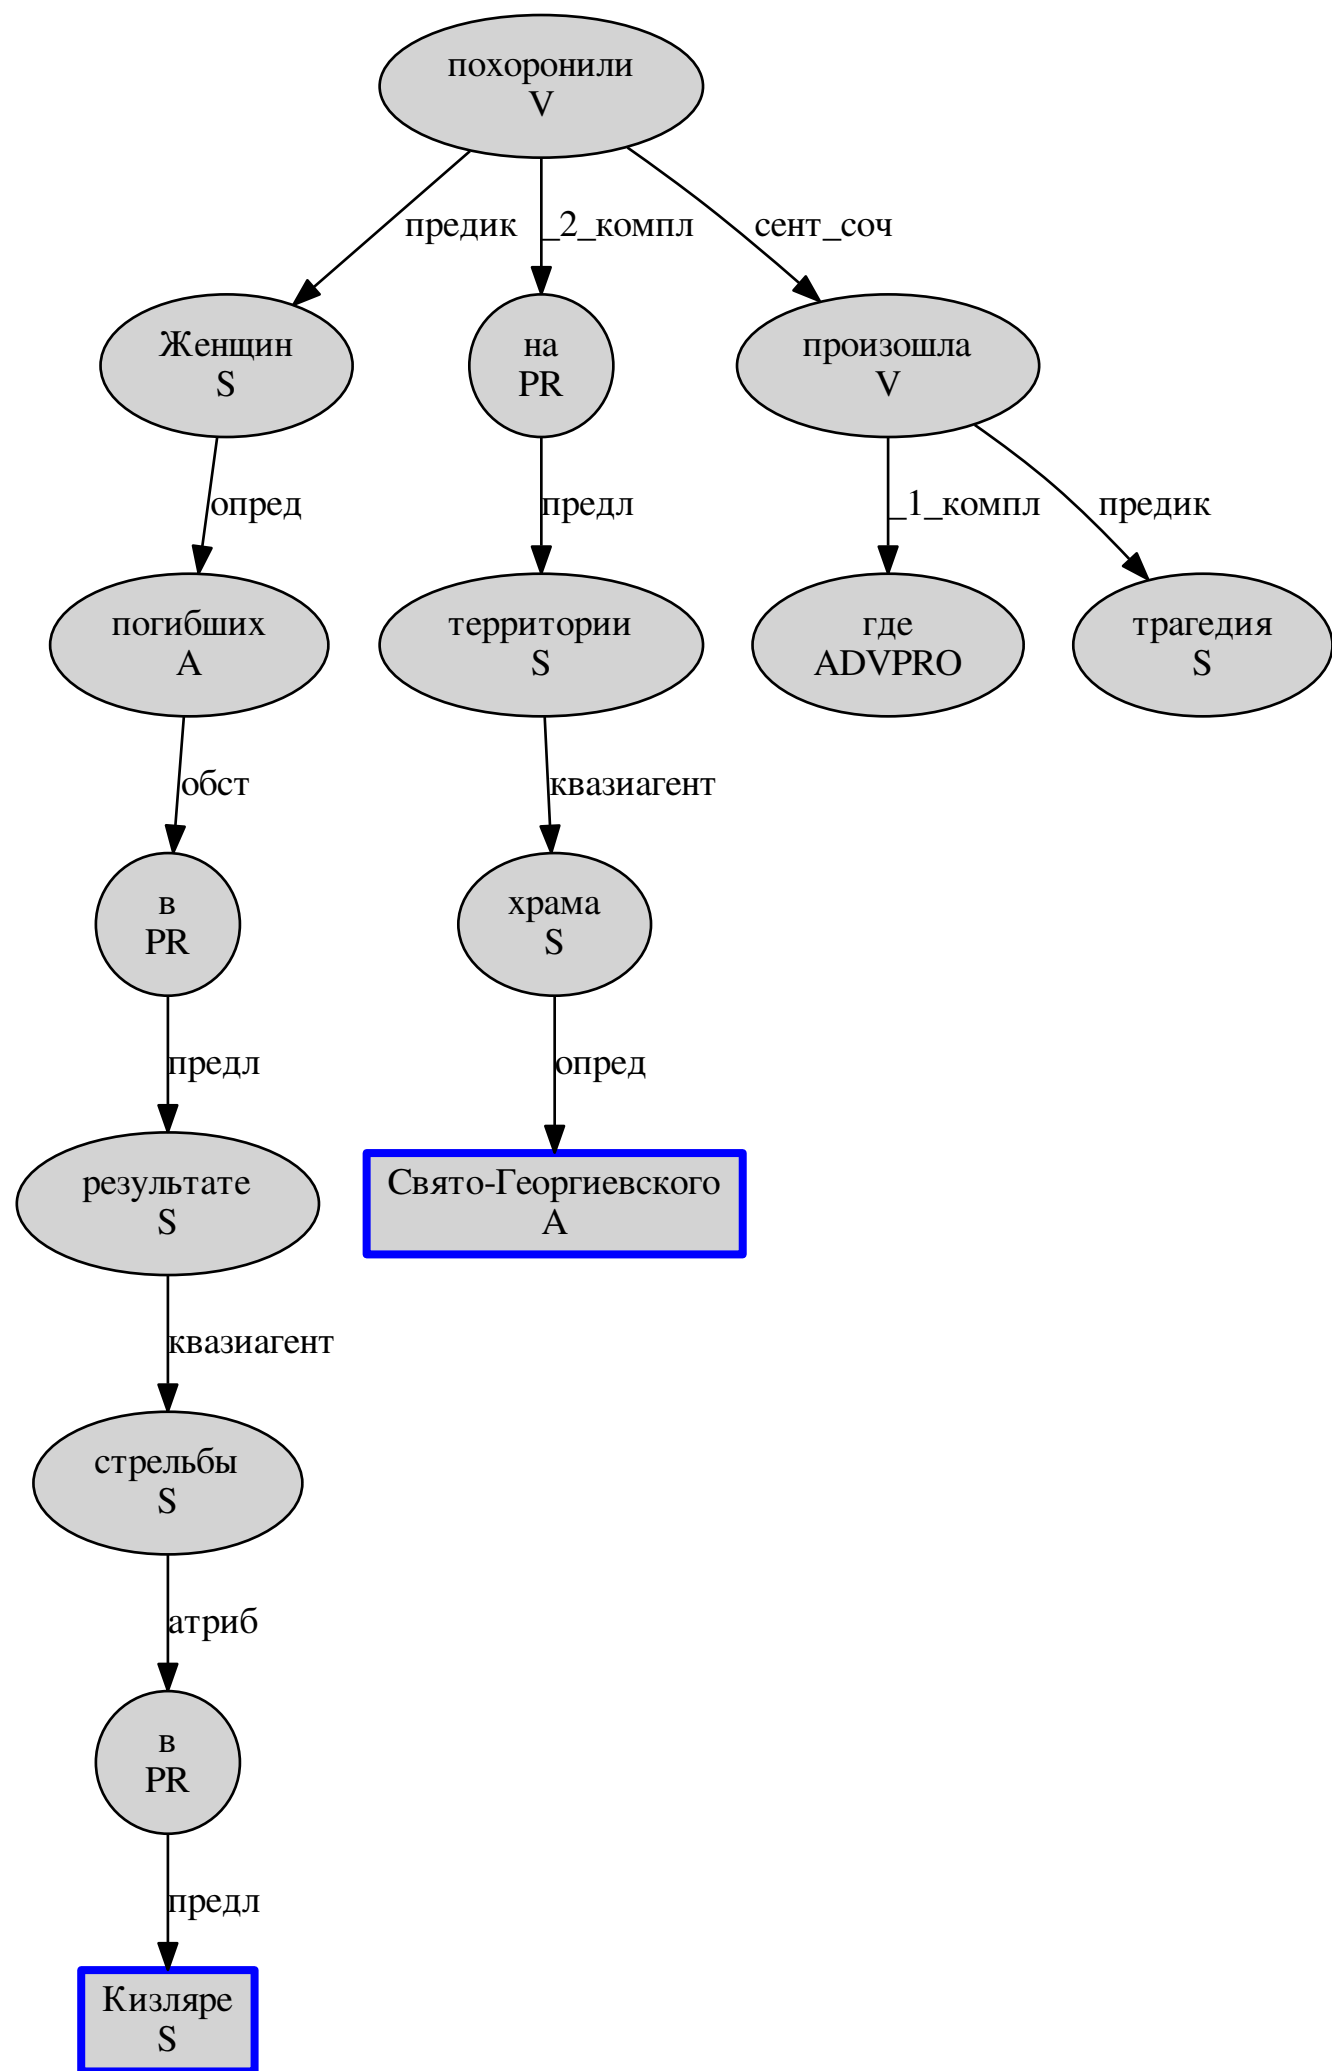 похоронили
V
предик
_2_компл
сент_соч
Женщин
S
на
PR
произошла
V
опред
предл
_1_компл
предик
погибших
A
территории
S
где
ADVPRO
трагедия
S
обст
квазиагент
в
PR
храма
S
предл
опред
результате
S
Свято-Георгиевского
A
квазиагент
стрельбы
S
атриб
в
PR
предл
Кизляре
S